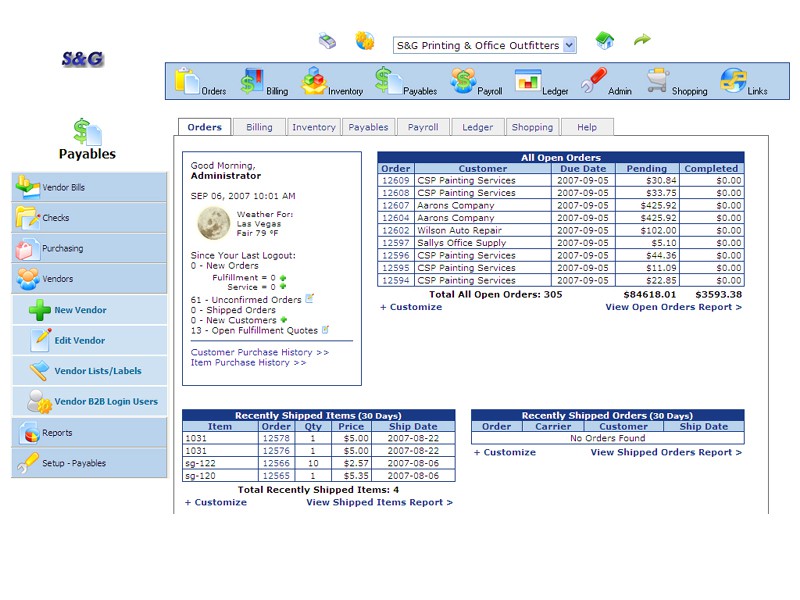 S&G
S&G Printing & Office Outfitters
Orders Billing Inventory Payables Payroll Ledger Admin Shopping Links
Payables
Vendor Bills
Checks
Purchasing
Vendors
New Vendor
Edit Vendor
Vendor Lists/Labels
Vendor B2B Login Users
Reports
Setup - Payables
Orders Billing Inventory Payables Payroll Ledger Shopping Help
Good Morning,
Administrator
SEP 06, 2007 10:01 AM
Weather For:
Las Vegas
Fair 79 °F
Since Your Last Logout:
0 - New Orders
Fulfillment = 0
Service = 0
61 - Unconfirmed Orders
0 - Shipped Orders
0 - New Customers
13 - Open Fulfillment Quotes
Customer Purchase History >>
Item Purchase History >>
All Open Orders
Order Customer Due Date Pending Completed
12609 CSP Painting Services 2007-09-05 $30.84 $0.00
12608 CSP Painting Services 2007-09-05 $33.75 $0.00
12607 Aarons Company 2007-09-05 $425.92 $0.00
12604 Aarons Company 2007-09-05 $425.92 $0.00
12602 Wilson Auto Repair 2007-09-05 $102.00 $0.00
12597 Sallys Office Supply 2007-09-05 $5.10 $0.00
12596 CSP Painting Services 2007-09-05 $44.36 $0.00
12595 CSP Painting Services 2007-09-05 $11.09 $0.00
12594 CSP Painting Services 2007-09-05 $22.85 $0.00
Total All Open Orders: 305 $84618.01 $3593.38
+ Customize View Open Orders Report >
Recently Shipped Items (30 Days)
Item Order Qty Price Ship Date
1031 12578 1 $5.00 2007-08-22
1031 12576 1 $5.00 2007-08-22
sg-122 12566 10 $2.57 2007-08-06
sg-120 12565 1 $5.35 2007-08-06
Total Recently Shipped Items: 4
+ Customize View Shipped Items Report >
Recently Shipped Orders (30 Days)
Order Carrier Customer Ship Date
No Orders Found
+ Customize View Shipped Orders Report >